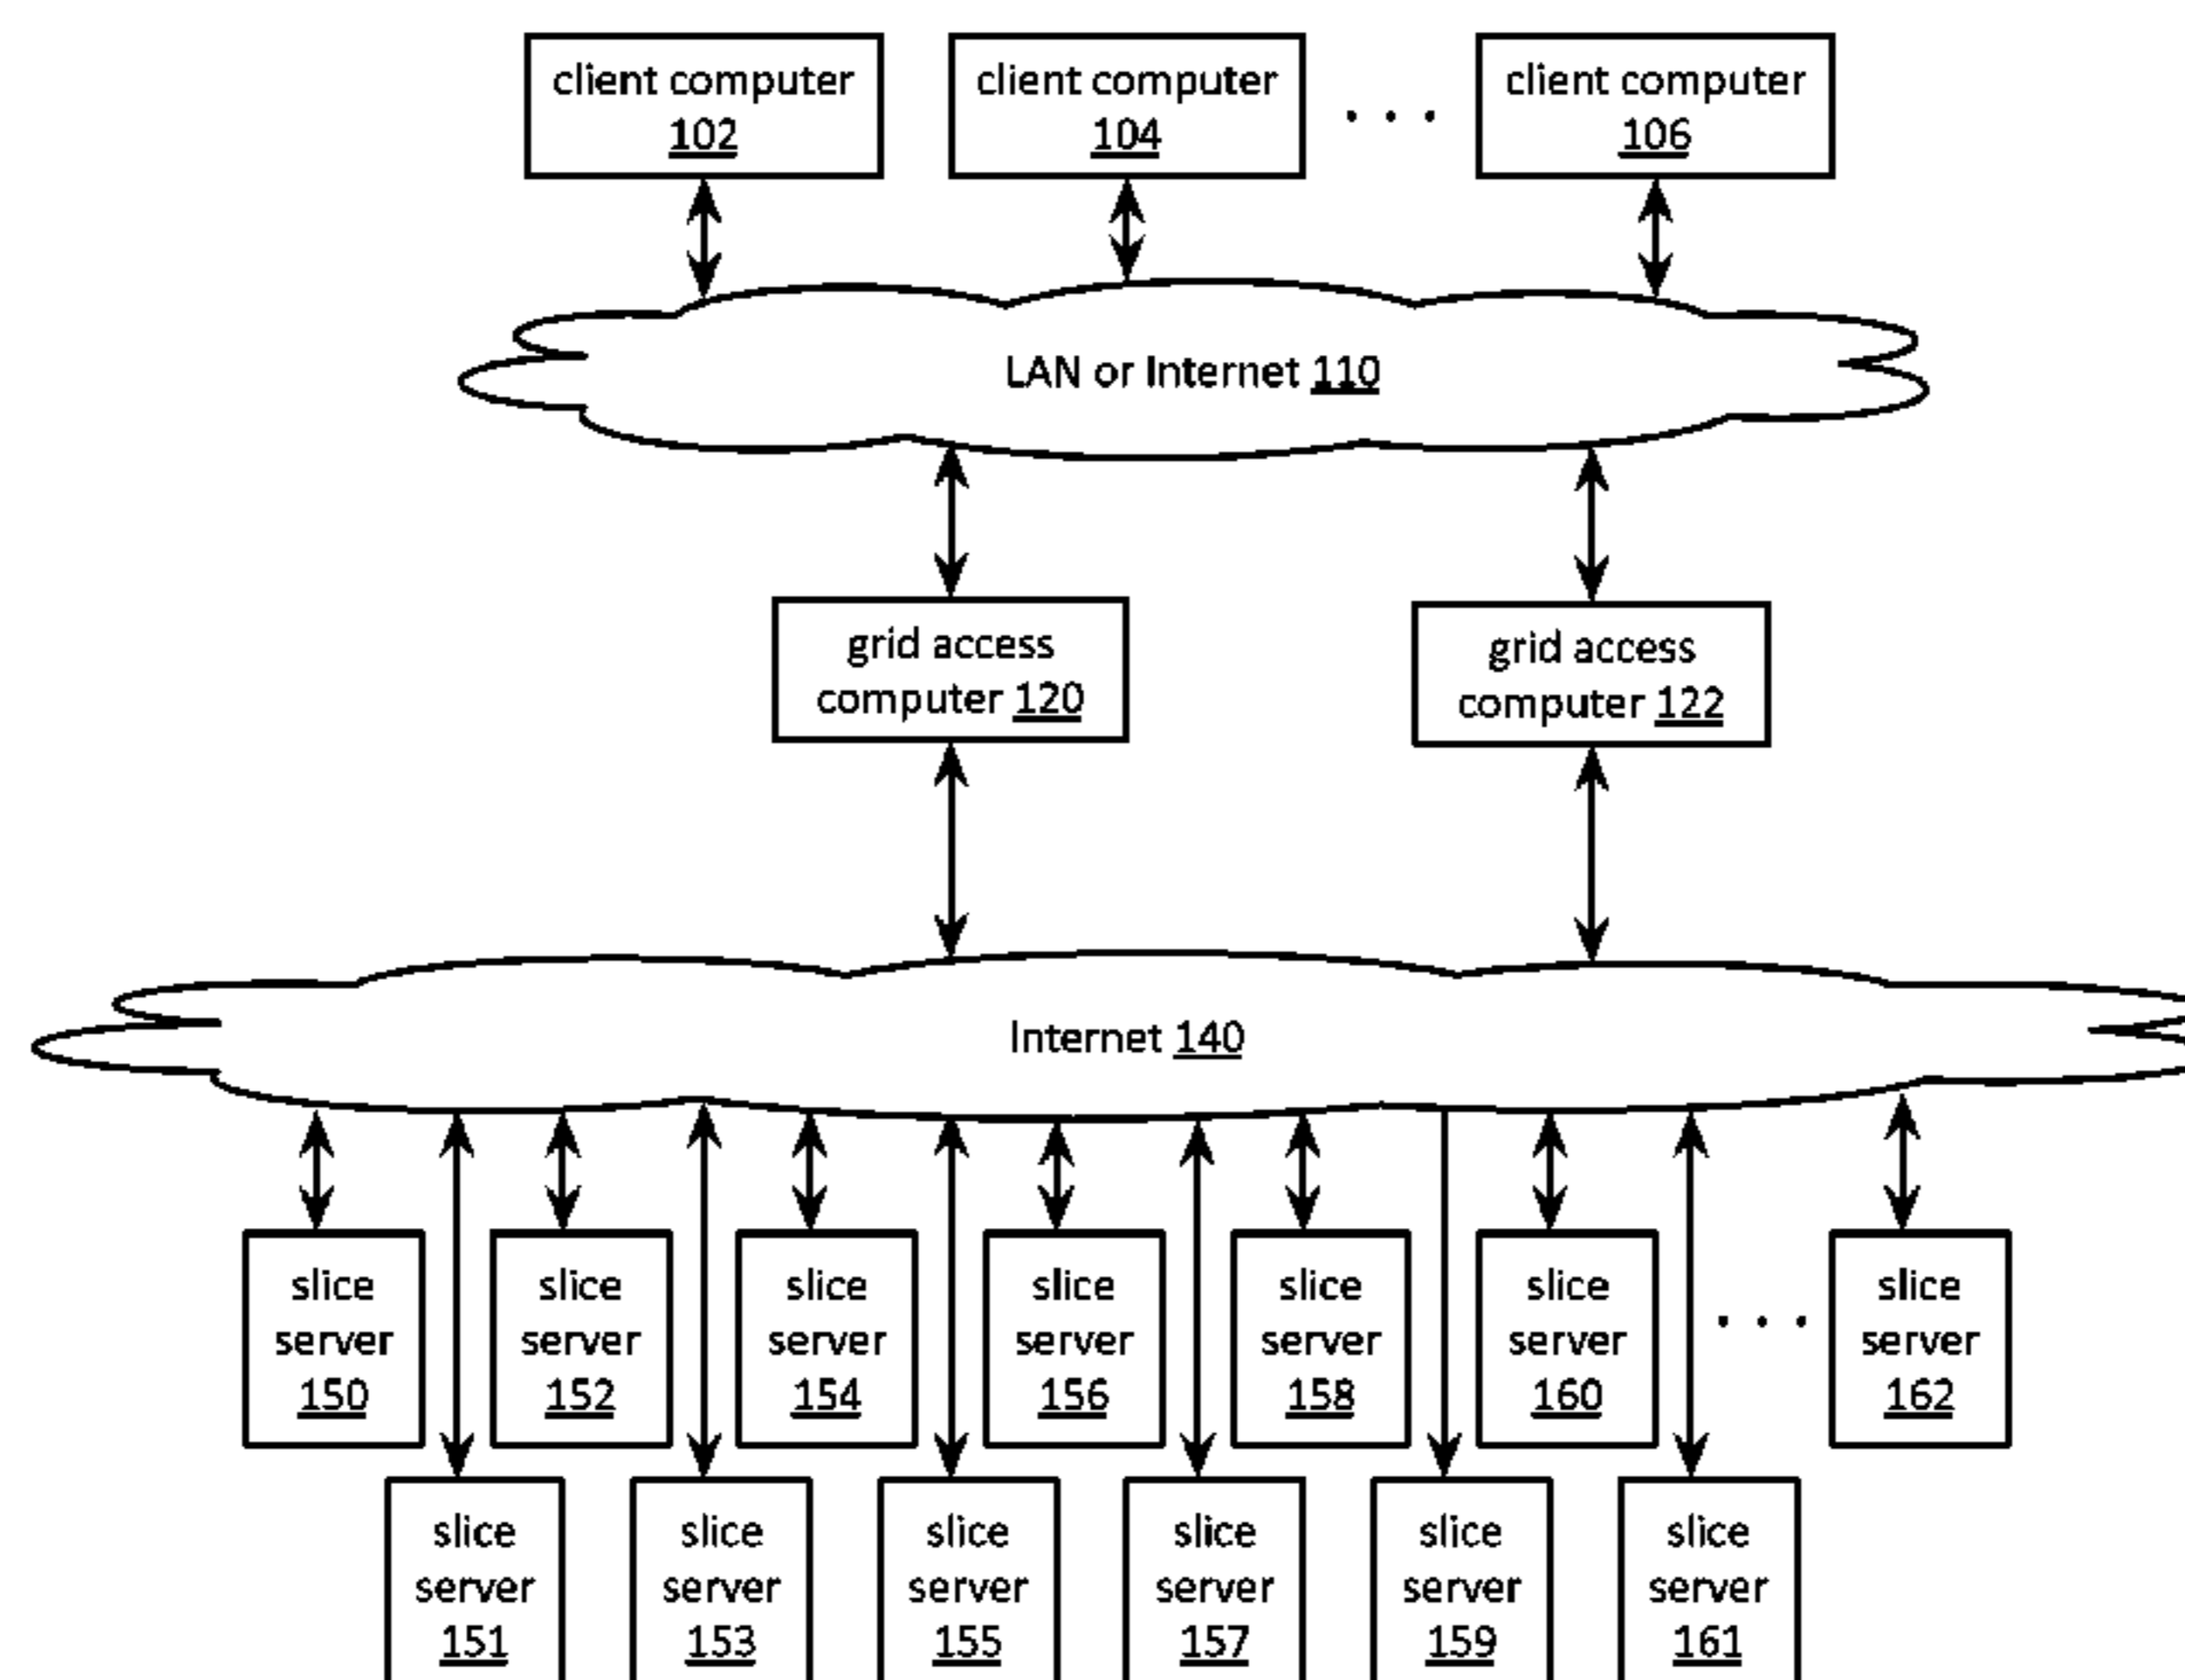 client computer
102
client computer
104
. . .
client computer
106
LAN or Internet 110
grid access
computer 120
grid access
computer 122
Internet 140
slice
server
150
slice
server
152
slice
server
154
slice
server
156
slice
server
158
slice
server
160
. . .
slice
server
162
slice
server
151
slice
server
153
slice
server
155
slice
server
157
slice
server
159
slice
server
161